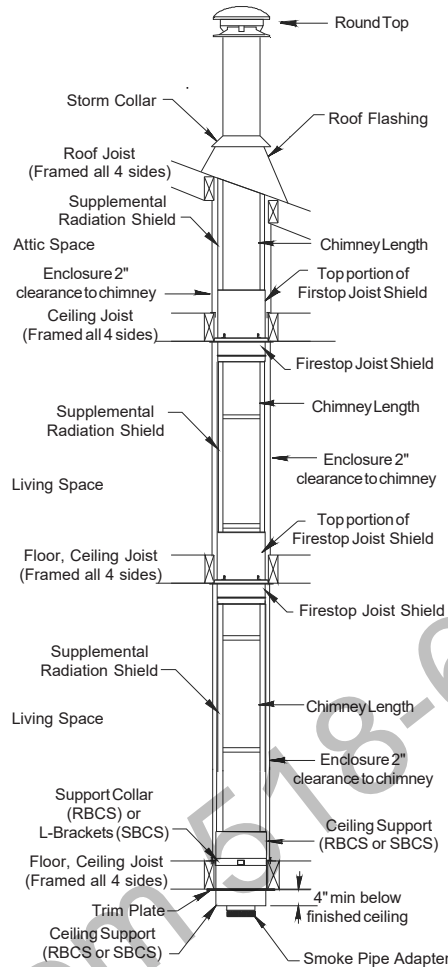 Round Top
Storm Collar
Roof Flashing
Roof Joist
(Framed all 4 sides)
Supplemental
Radiation Shield
Attic Space
Chimney Length
Enclosure 2"
clearance to chimney
Top portion of
Firstop Joist Shield
Ceiling Joist
(Framed all 4 sides)
Firestop Joist Shield
Chimney Length
Supplemental
Radiation Shield
Enclosure 2"
clearance to chimney
Living Space
Top portion of
Firestop Joist Shield
Floor, Ceiling Joist
(Framed all 4 sides)
Firestop Joist Shield
Supplemental
Radiation Shield
Chimney Length
Living Space
Enclosure 2"
clearance to chimney
Support Collar
(RBCS) or
L-Brackets (SBCS)
Ceiling Support
(RBCS or SBCS)
Floor, Ceiling Joist
(Framed all 4 sides)
4" min below
finished ceiling
Trim Plate
Ceiling Support
(RBCS or SBCS)
Smoke Pipe Adapter